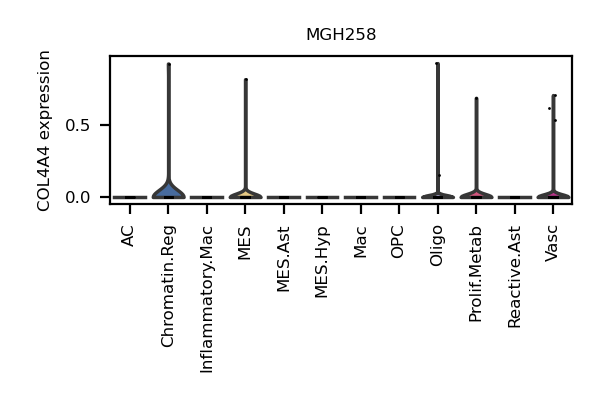 MGH258
COL4A4 expression
0.5
0.0
AC
Chromatin.Reg
Inflammatory.Mac
MES
MES.Ast
MES.Hyp
Mac
OPC
Oligo
Prolif.Metab
Reactive.Ast
Vasc